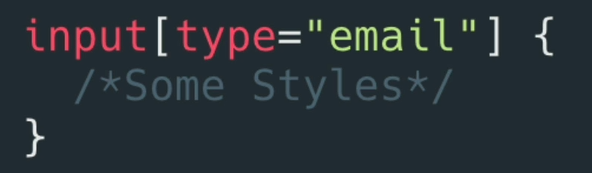 input[type="email"] {
/*Some Styles*/
}